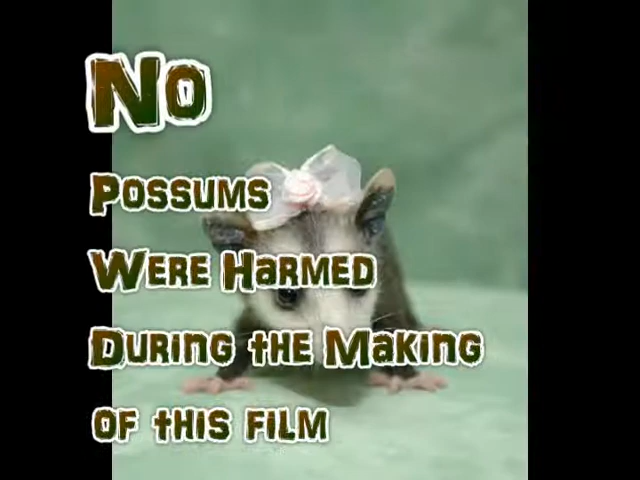 No
Possums
Were Harmed
During the Making
of this film